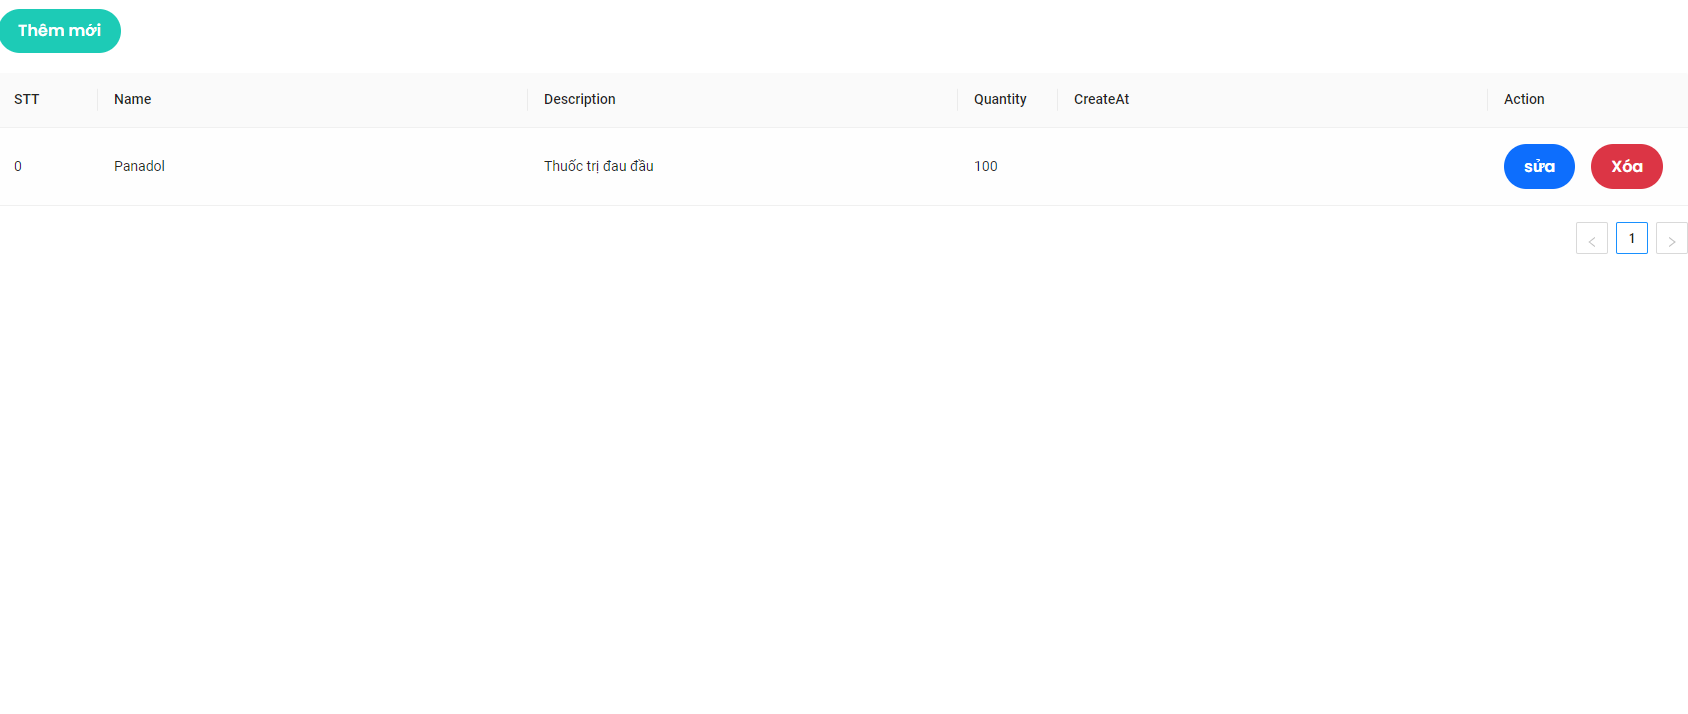 Thêm mới
STT Name Description Quantity CreateAt Action
0 Panadol Thuốc trị đau đầu 100 sửa Xóa
1